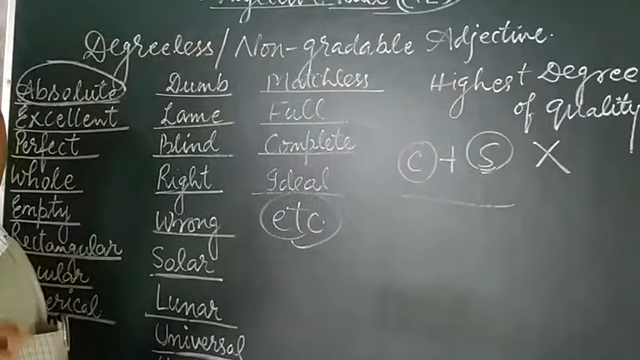 Degreeless/Non-gradable Adjective.
Absolute
Excellent
Perfect
Whole
Empty
Rectangular
Dumb
Lame
Blind
Right
Wrong
Solar
Lunar
Universal
Matchless
Full
Complete
Ideal
etc.
Highest Degree
of quality
C + S X